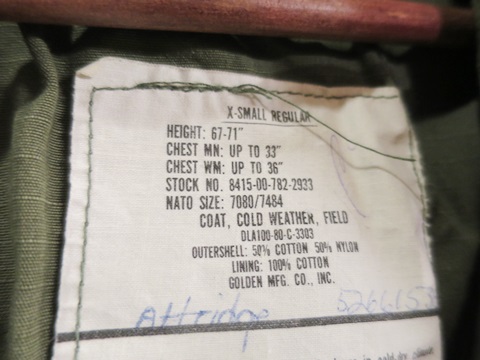 X-SMALL REGULAR
HEIGHT: 67-71"
CHEST MN: UP TO 33"
CHEST WM: UP TO 36"
STOCK NO. 8415-00-782-2933
NATO SIZE: 7080/7484
COAT, COLD WEATHER, FIELD
DLA100-80-C-3303
OUTERSHELL: 50% COTTON 50% NYLON
LINING: 100% COTTON
GOLDEN MFG. CO., INC.
Attridge